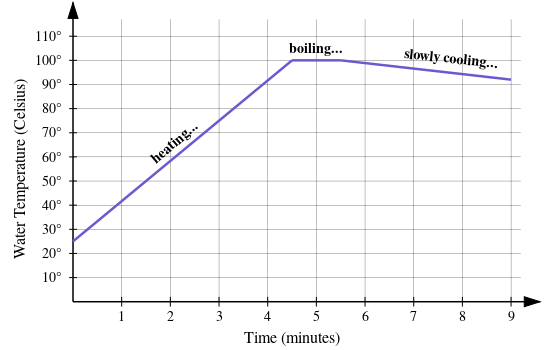 boiling...
slowly cooling...
heating...
Water Temperature (Celsius)
110°
100°
90°
80°
70°
60°
50°
40°
30°
20°
10°
1 2 3 4 5 6 7 8 9
Time (minutes)